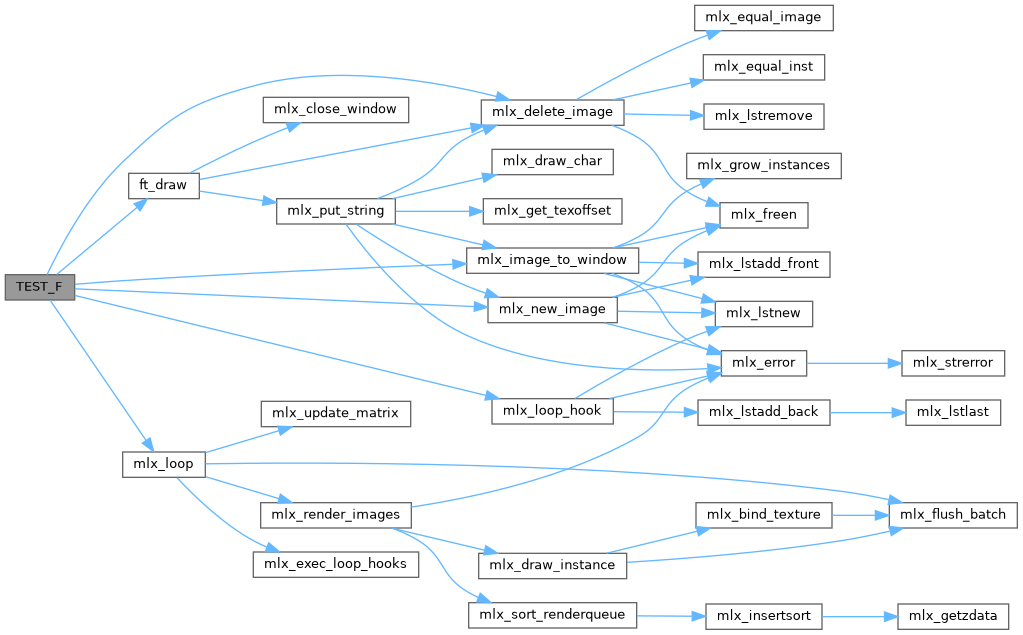 mlx_equal_image
mlx_equal_inst
mlx_close_window
mlx_delete_image
mlx_lstremove
mlx_draw_char
mlx_grow_instances
ft_draw
mlx_put_string
mlx_get_texoffset
mlx_freen
mlx_image_to_window
mlx_lstadd_front
TEST_F
mlx_new_image
mlx_lstnew
mlx_error
mlx_strerror
mlx_update_matrix
mlx_loop_hook
mlx_lstadd_back
mlx_lstlast
mlx_loop
mlx_render_images
mlx_bind_texture
mlx_flush_batch
mlx_exec_loop_hooks
mlx_draw_instance
mlx_sort_renderqueue
mlx_insertsort
mlx_getzdata